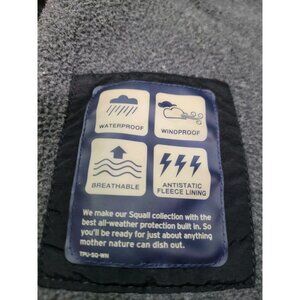 WATERPROOF
WINDPROOF
BREATHABLE
ANTISTATIC
FLEECE LINING
We make our Squall collection with the
best all-weather protection built in. So
you'll be ready for just about anything
mother nature can dish out.
TPU-SQ-WN